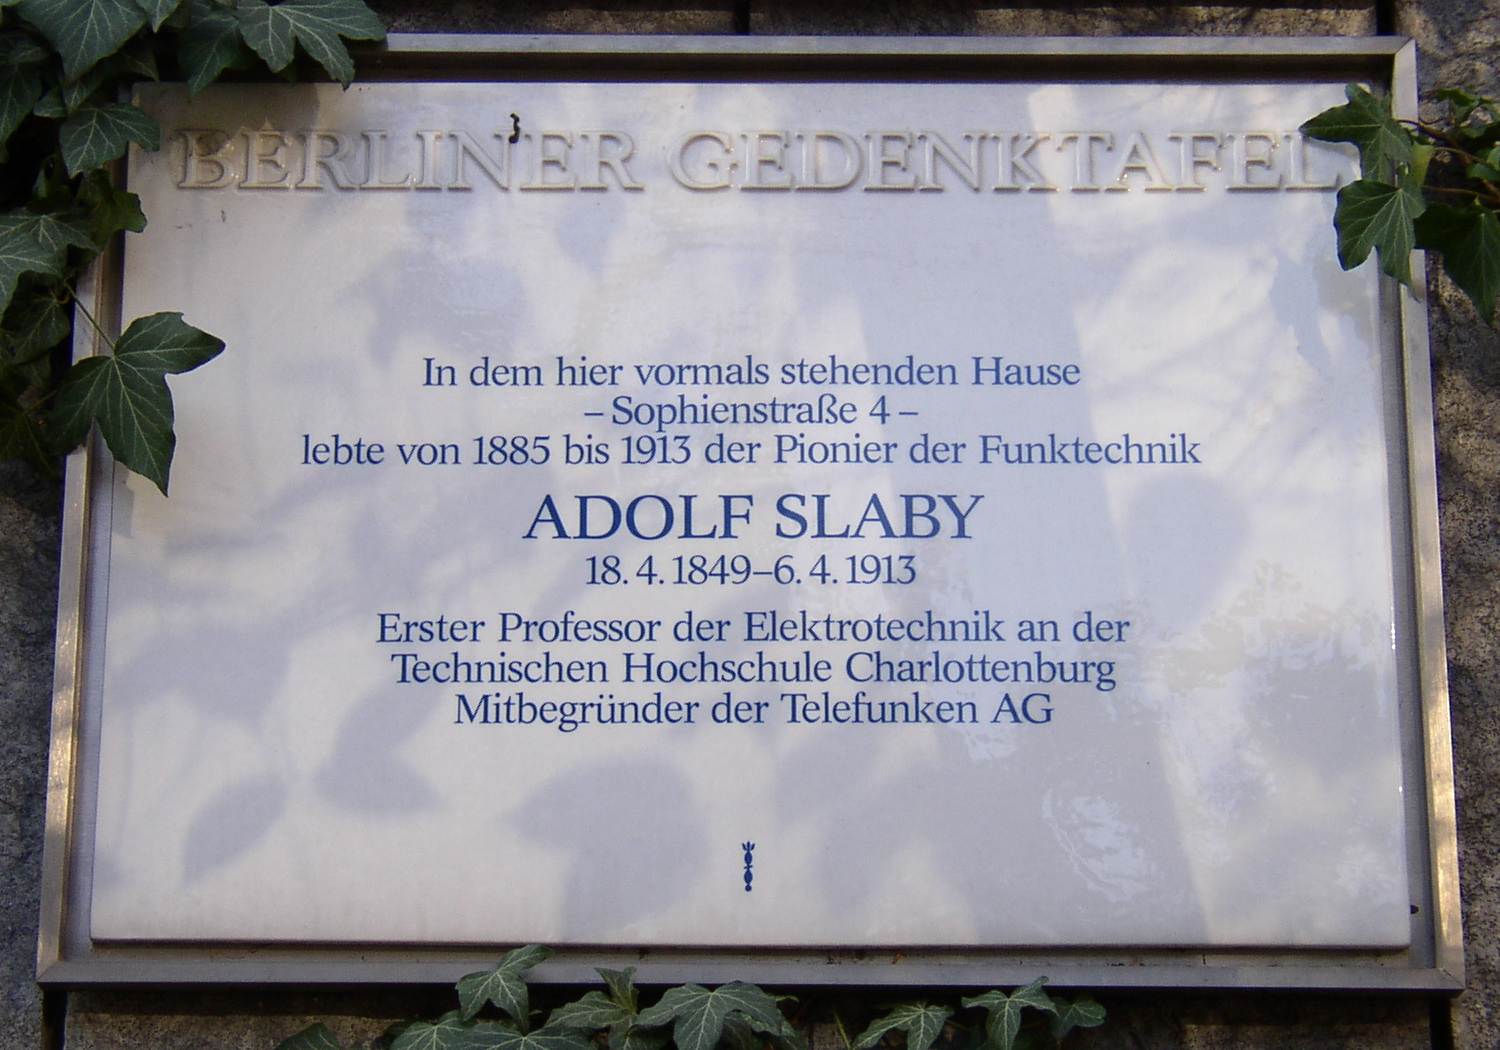 BERLINER GEDENKTAFEL
In dem hier vormals stehenden Hause
– Sophienstraße 4 –
lebte von 1885 bis 1913 der Pionier der Funktechnik
ADOLF SLABY
18. 4. 1849–6. 4. 1913
Erster Professor der Elektrotechnik an der
Technischen Hochschule Charlottenburg
Mitbegründer der Telefunken AG